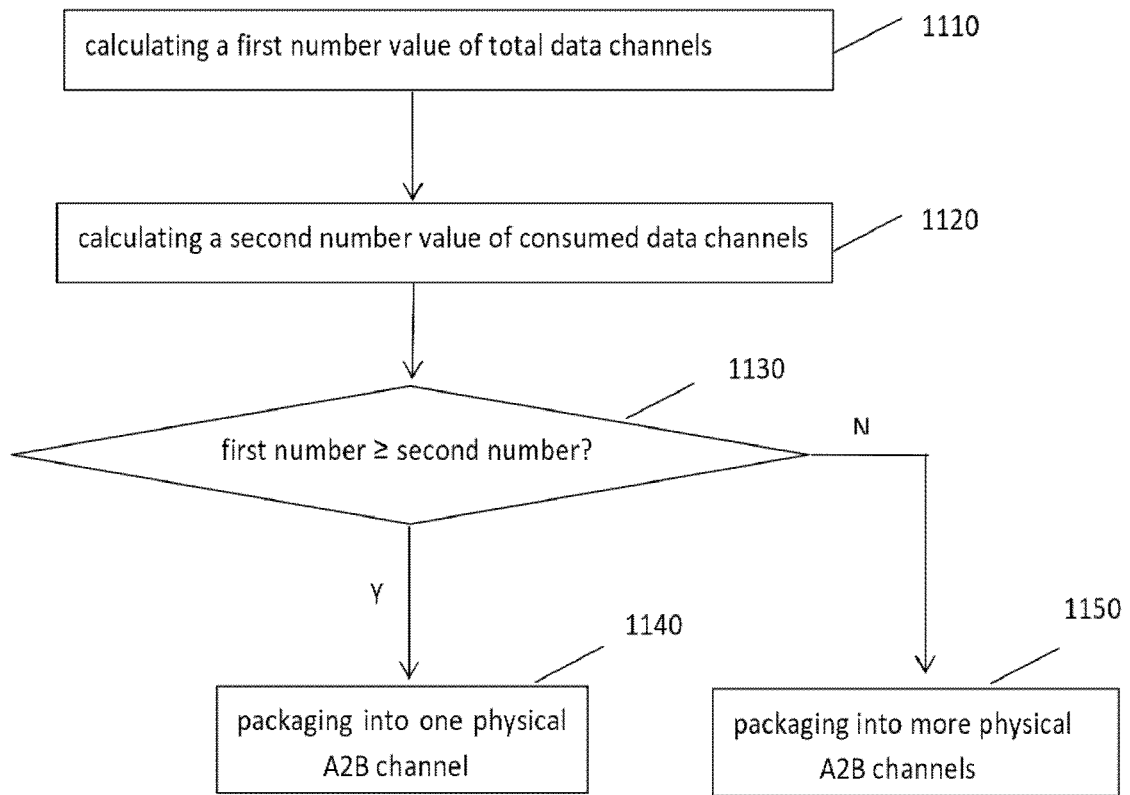 calculating a first number value of total data channels
1110
calculating a second number value of consumed data channels
1120
1130
first number ≥ second number?
N
Y
1140
1150
packaging into one physical
A2B channel
packaging into more physical
A2B channels